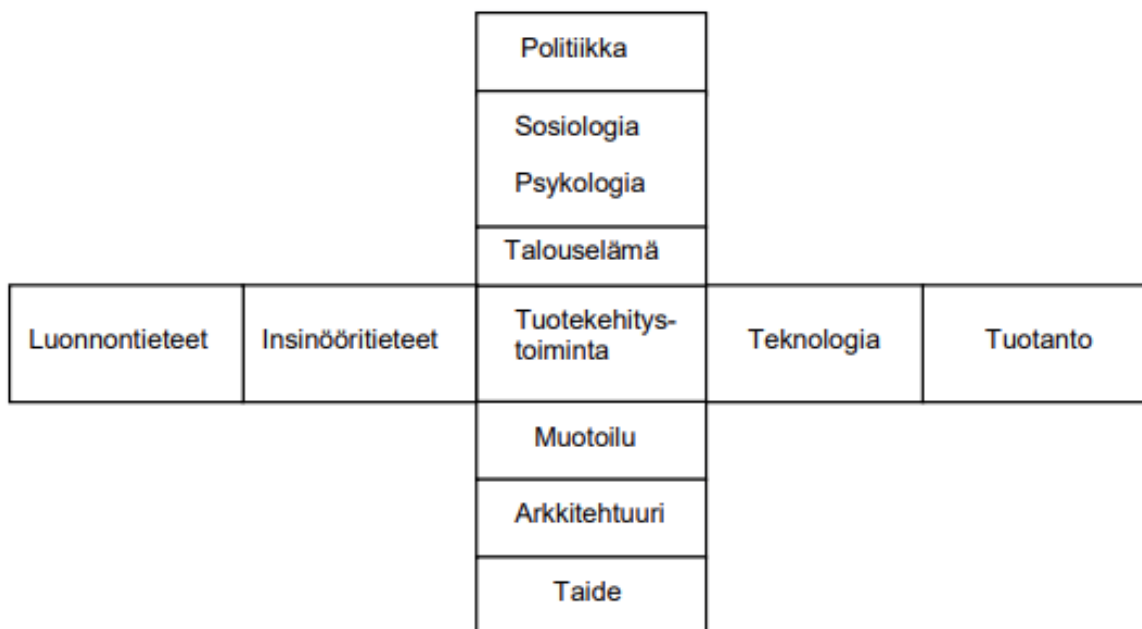 Politiikka
Sosiologia
Psykologia
Talouselämä
Luonnontieteet
Insinööritieteet
Tuotekehitys-
toiminta
Teknologia
Tuotanto
Muotoilu
Arkkitehtuuri
Taide